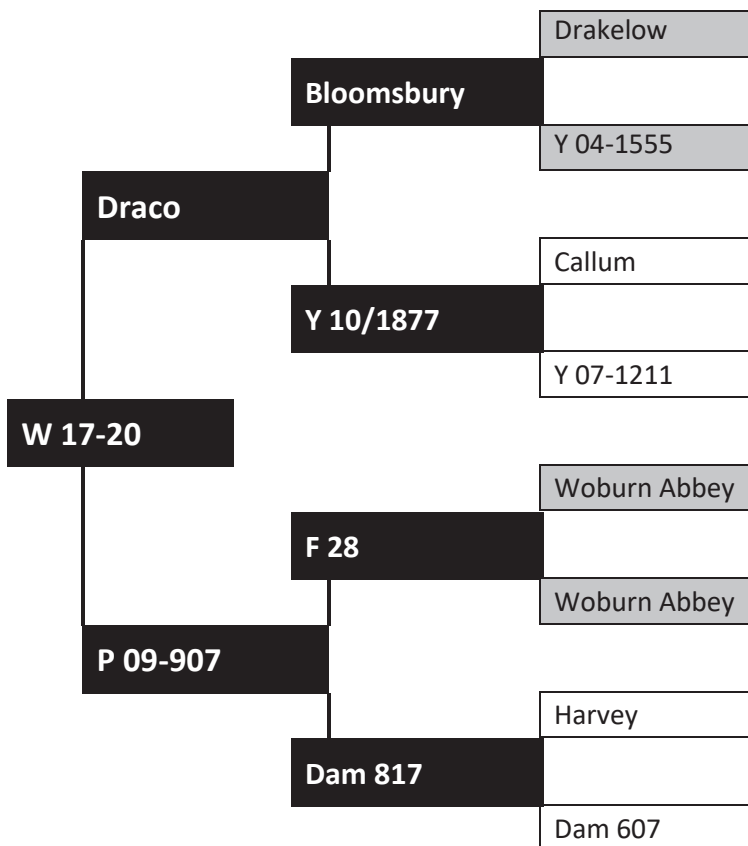 Drakelow
Bloomsbury
Y 04-1555
Draco
Callum
Y 10/1877
Y 07-1211
W 17-20
Woburn Abbey
F 28
Woburn Abbey
P 09-907
Harvey
Dam 817
Dam 607